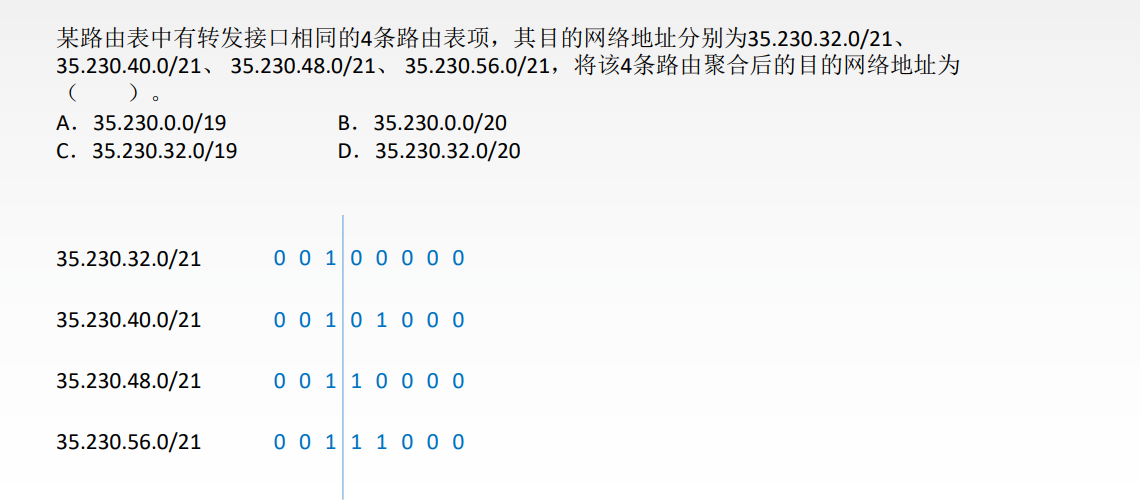 某路由表中有转发接口相同的4条路由表项，其目的网络地址分别为35.230.32.0/21、
35.230.40.0/21、 35.230.48.0/21、 35.230.56.0/21，将该4条路由聚合后的目的网络地址为
（ ）。
A. 35.230.0.0/19 B. 35.230.0.0/20
C. 35.230.32.0/19 D. 35.230.32.0/20
35.230.32.0/21 0 0 1 0 0 0 0 0
35.230.40.0/21 0 0 1 0 1 0 0 0
35.230.48.0/21 0 0 1 1 0 0 0 0
35.230.56.0/21 0 0 1 1 1 0 0 0